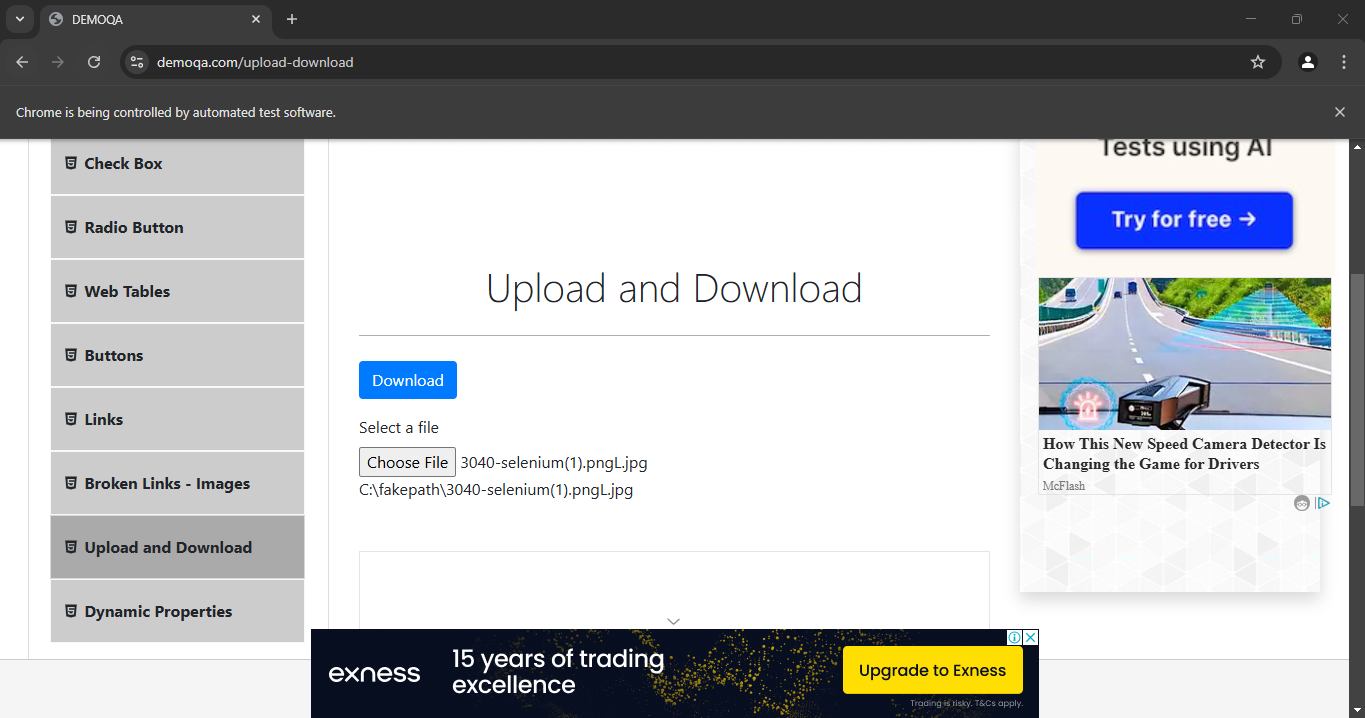 DEMOQA
demoqa.com/upload-download
Chrome is being controlled by automated test software.
Check Box
Radio Button
Web Tables
Buttons
Links
Broken Links - Images
Upload and Download
Dynamic Properties
Upload and Download
Download
Select a file
Choose File 3040-selenium(1).pngL.jpg
C:\fakepath\3040-selenium(1).pngL.jpg
Tests using AI
Try for free →
How This New Speed Camera Detector Is
Changing the Game for Drivers
McFlash
exness
15 years of trading
excellence
Upgrade to Exness
Trading is risky. T&Cs apply.